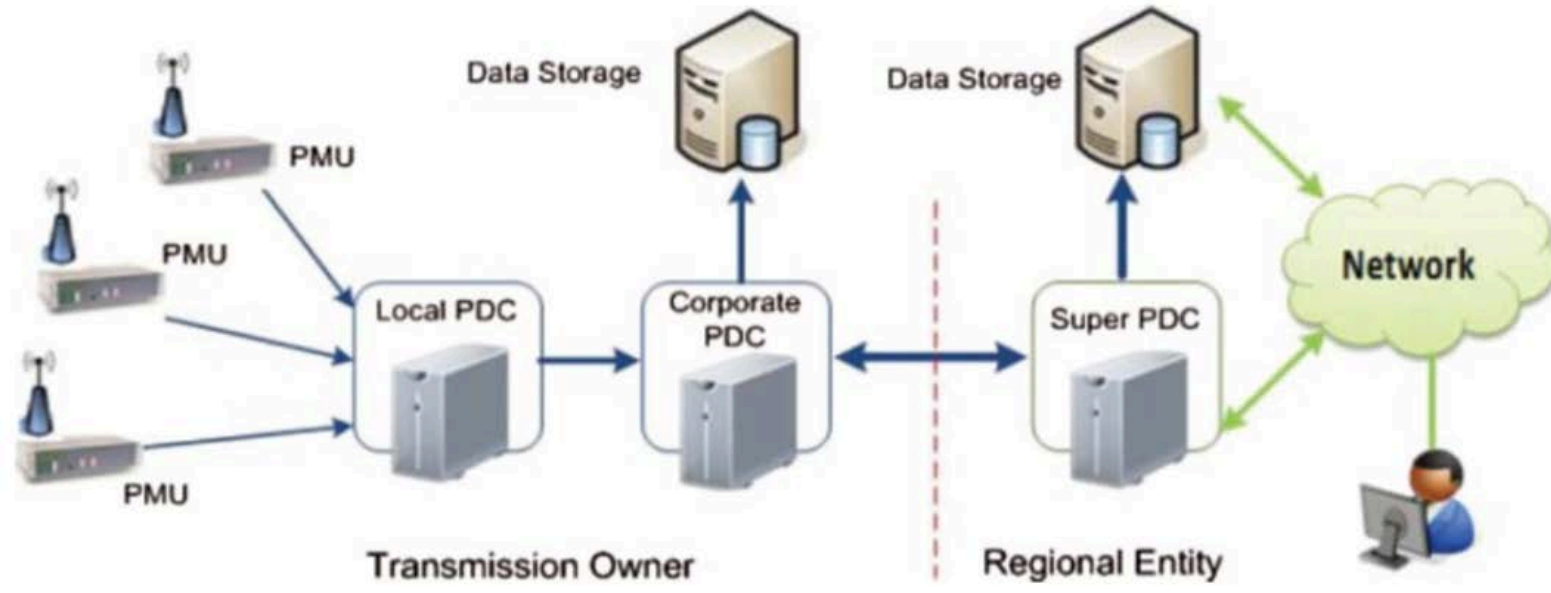 Data Storage
Data Storage
PMU
PMU
PMU
Local PDC
Corporate
PDC
Super PDC
Network
Transmission Owner
Regional Entity